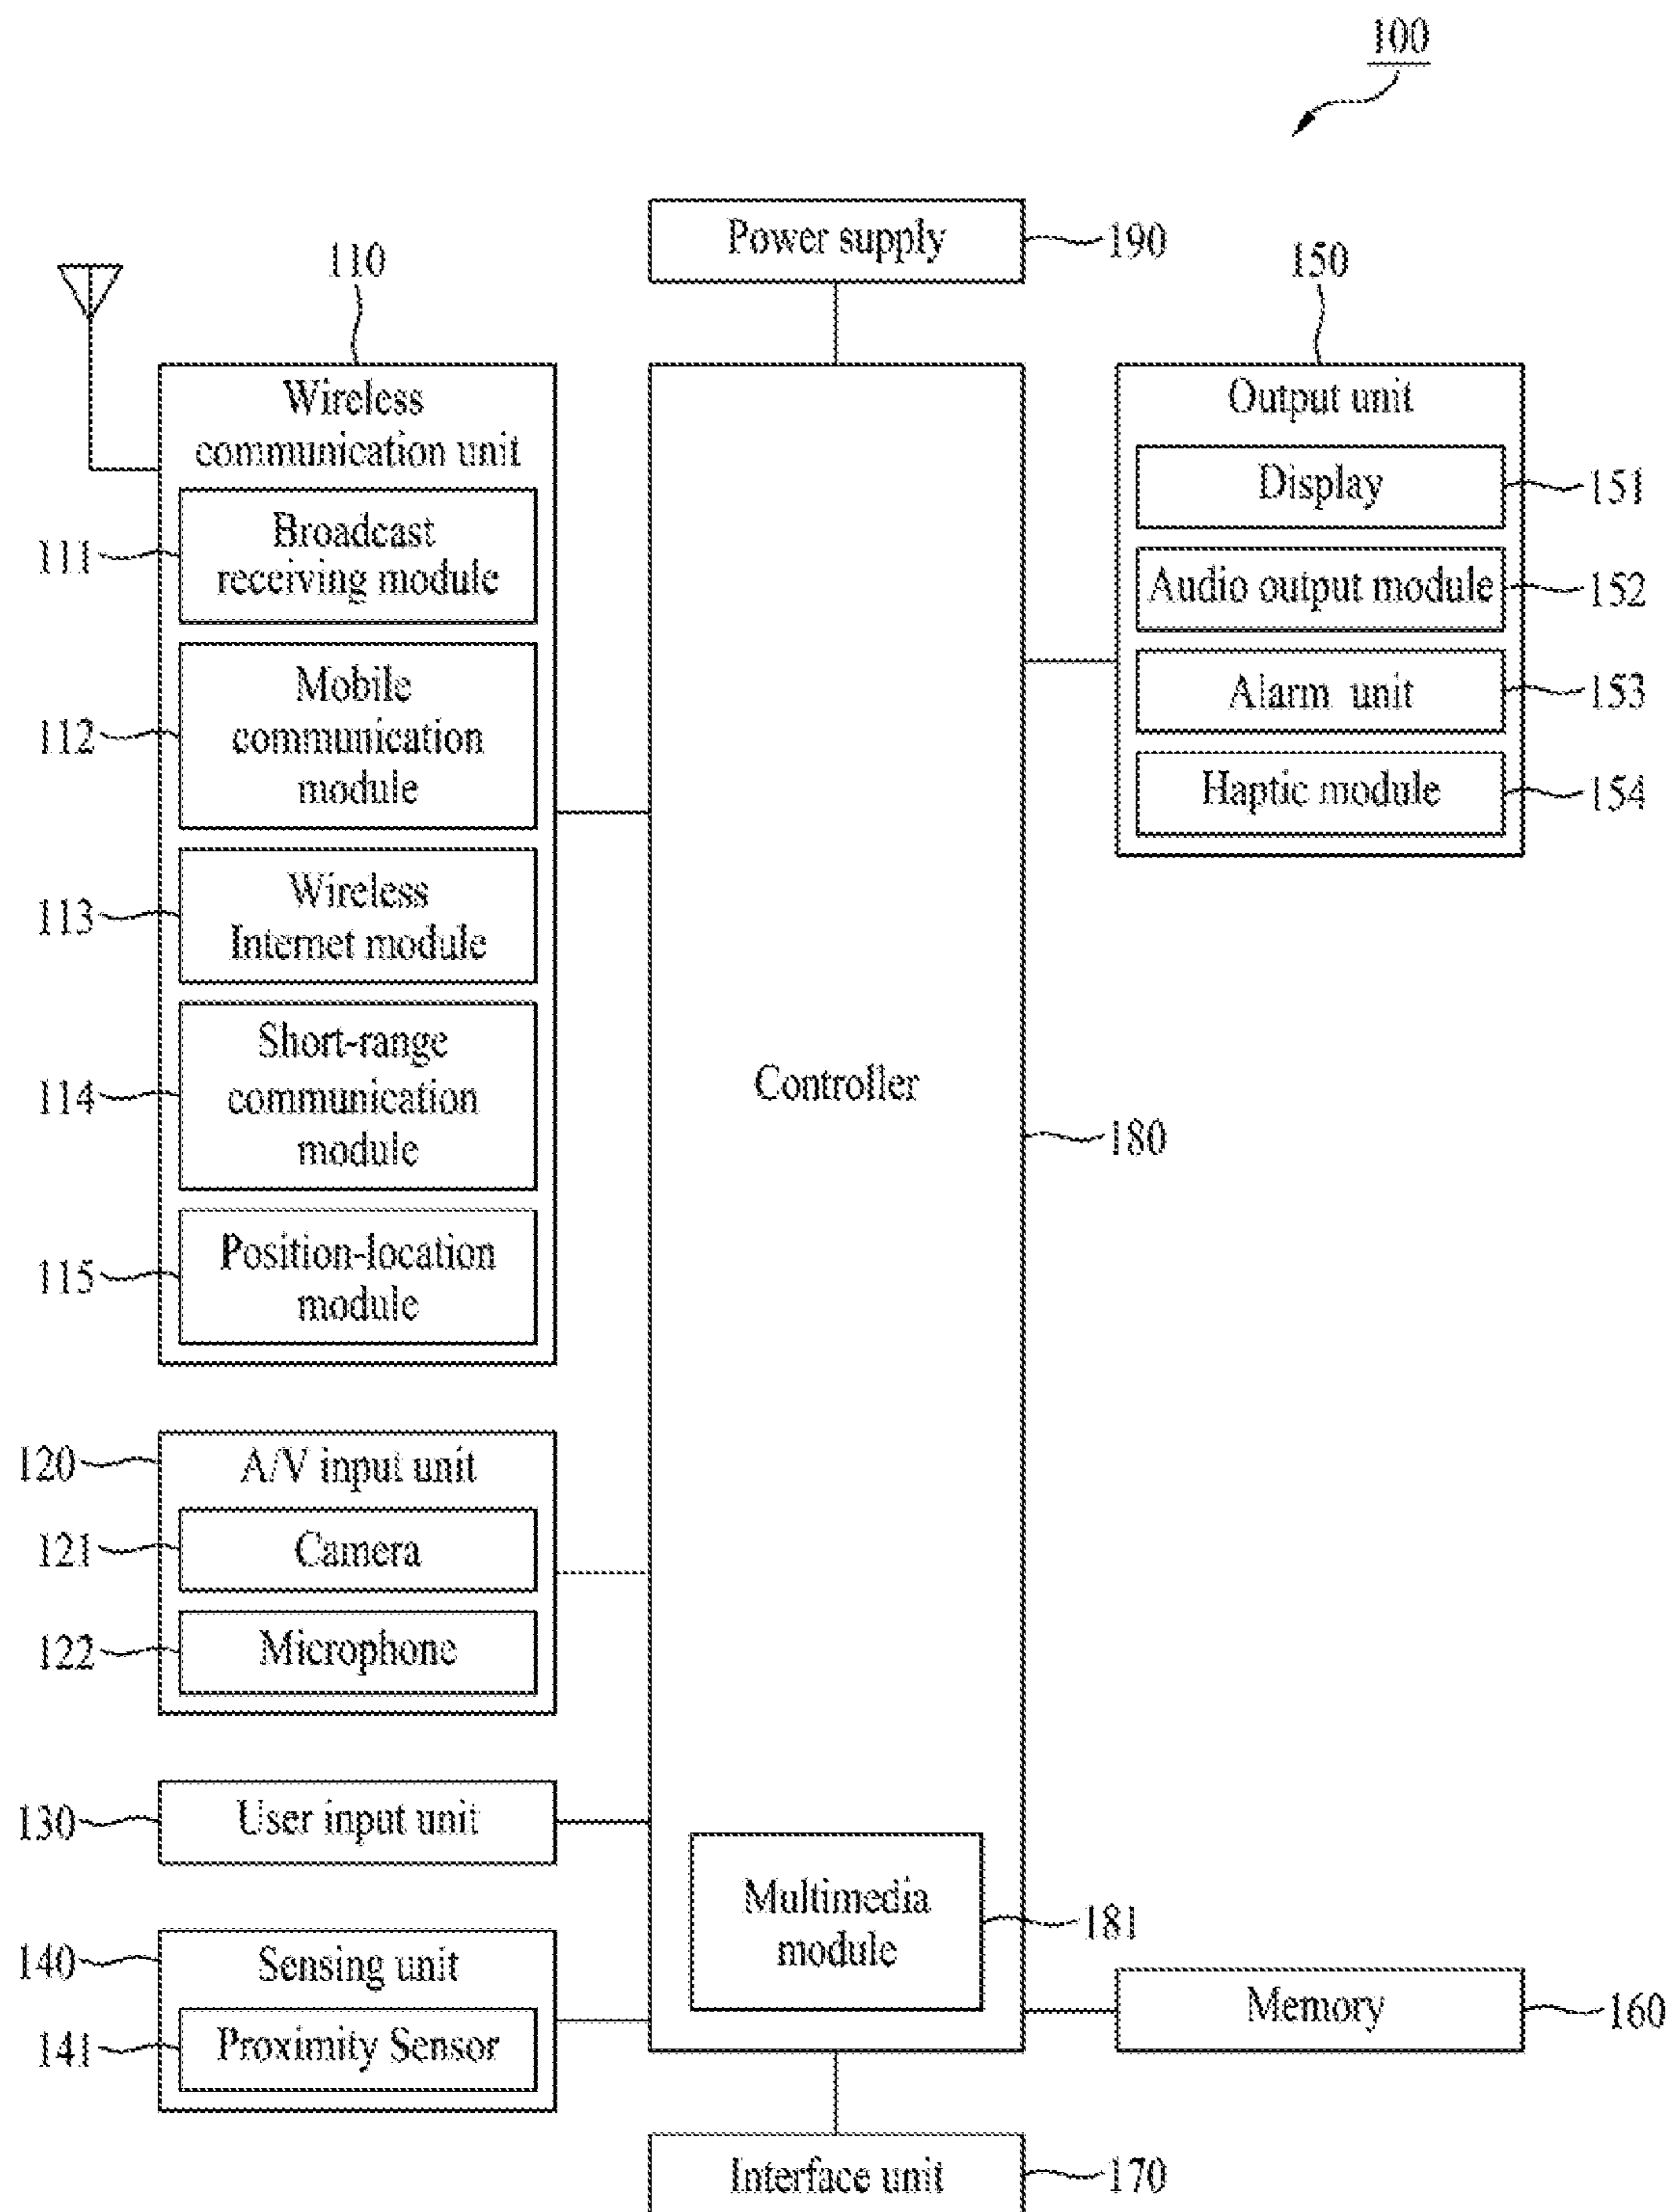 100
Power supply
190
110
150
Wireless
communication unit
Output unit
Display
151
Broadcast
receiving module
111
Audio output module
152
Mobile
communication
module
112
Alarm unit
153
Haptic module
154
Wireless
Internet module
113
Short-range
communication
module
114
Controller
180
Position-location
module
115
A/V input unit
120
Camera
121
Microphone
122
User input unit
130
Multimedia
module
181
Sensing unit
140
Proximity Sensor
141
Memory
160
Interface unit
170